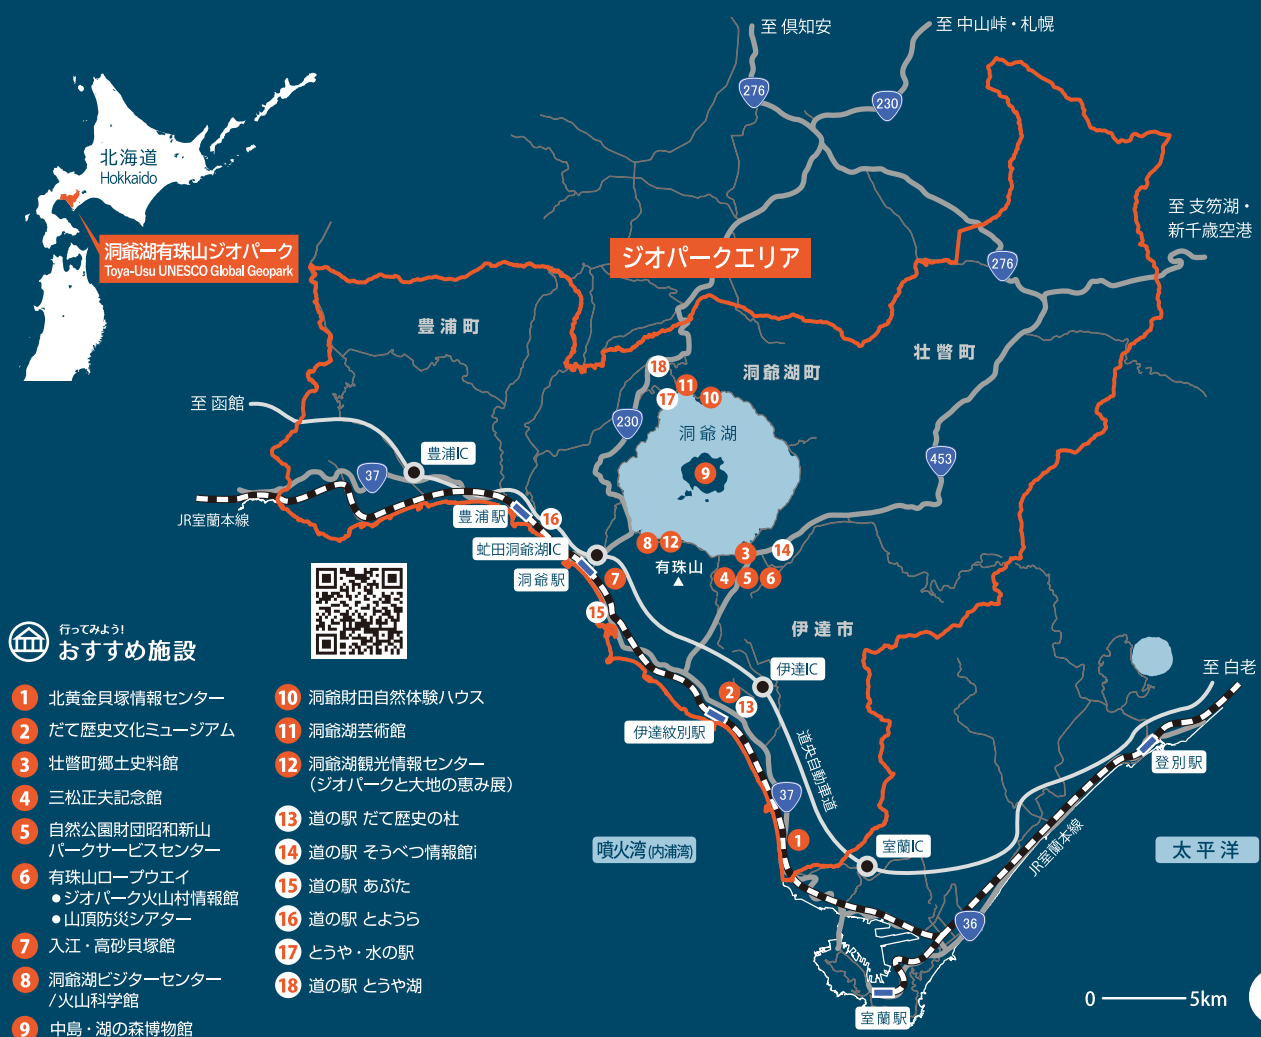 至 倶知安
至 中山峠・札幌
276
230
北海道
Hokkaido
至 支笏湖・
新千歳空港
洞爺湖有珠山ジオパーク
Toya-Usu UNESCO Global Geopark
ジオパークエリア
276
豊浦町
壮瞥町
洞爺湖町
18
11
17
10
至 函館
230
洞爺湖
豊浦IC
37
9
453
JR室蘭本線
豊浦駅
16
虻田洞爺湖IC
8
12
3
14
洞爺駅
7
有珠山
4
5
6
15
伊達市
伊達IC
至 白老
2
13
伊達紋別駅
道央自動車道
登別駅
37
1
噴火湾(内浦湾)
室蘭IC
JR室蘭本線
太平洋
36
室蘭駅
0
5km
行ってみよう!
おすすめ施設
1 北黄金貝塚情報センター
2 だて歴史文化ミュージアム
3 壮瞥町郷土史料館
4 三松正夫記念館
5 自然公園財団昭和新山
パークサービスセンター
6 有珠山ロープウエイ
●ジオパーク火山村情報館
●山頂防災シアター
7 入江・高砂貝塚館
8 洞爺湖ビジターセンター
/火山科学館
9 中島・湖の森博物館
10 洞爺財田自然体験ハウス
11 洞爺湖芸術館
12 洞爺湖観光情報センター
(ジオパークと大地の恵み展)
13 道の駅 だて歴史の杜
14 道の駅 そうべつ情報館i
15 道の駅 あぷた
16 道の駅 とようら
17 とうや・水の駅
18 道の駅 とうや湖